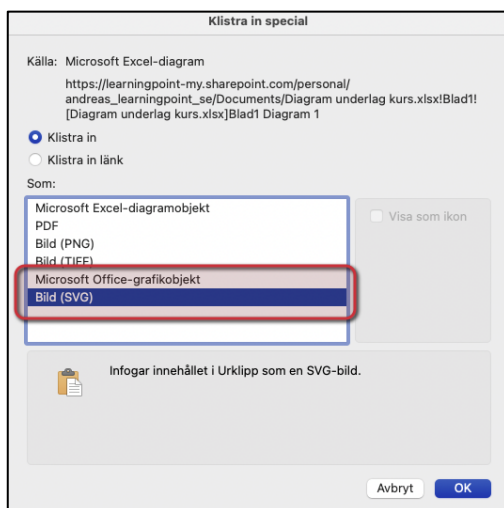 Klistra in special
Källa: Microsoft Excel-diagram
https://learningpoint-my.sharepoint.com/personal/
andreas_learningpoint_se/Documents/Diagram underlag kurs.xlsx!Blad1!
[Diagram underlag kurs.xlsx]Blad1 Diagram 1
Klistra in
Klistra in länk
Som:
Microsoft Excel-diagramobjekt
PDF
Bild (PNG)
Bild (TIFF)
Microsoft Office-grafikobjekt
Bild (SVG)
Visa som ikon
Infogar innehållet i Urklipp som en SVG-bild.
Avbryt
OK